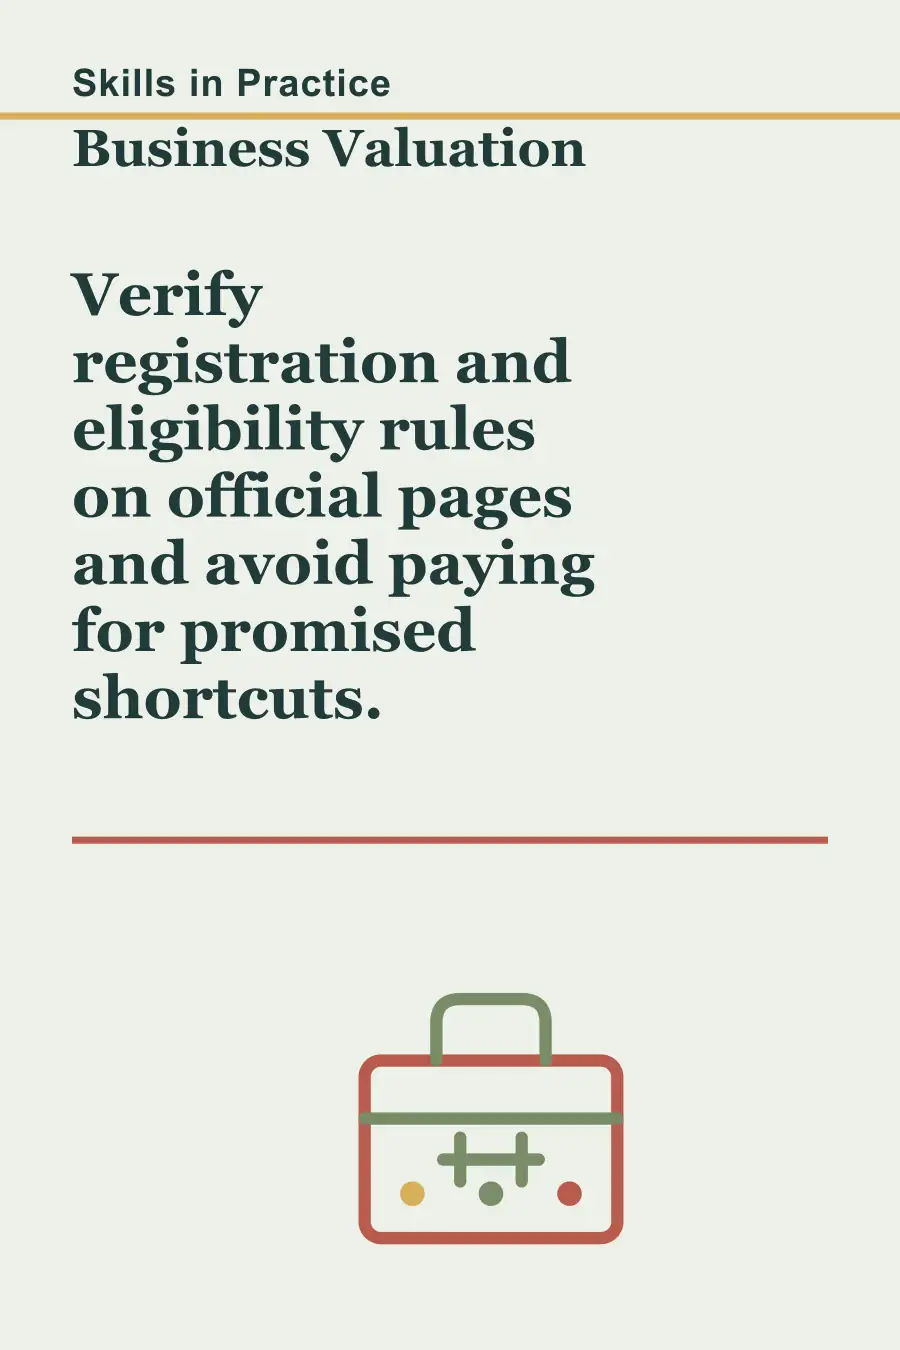 Skills in Practice
Business Valuation
Verify
registration and
eligibility rules
on official pages
and avoid paying
for promised
shortcuts.